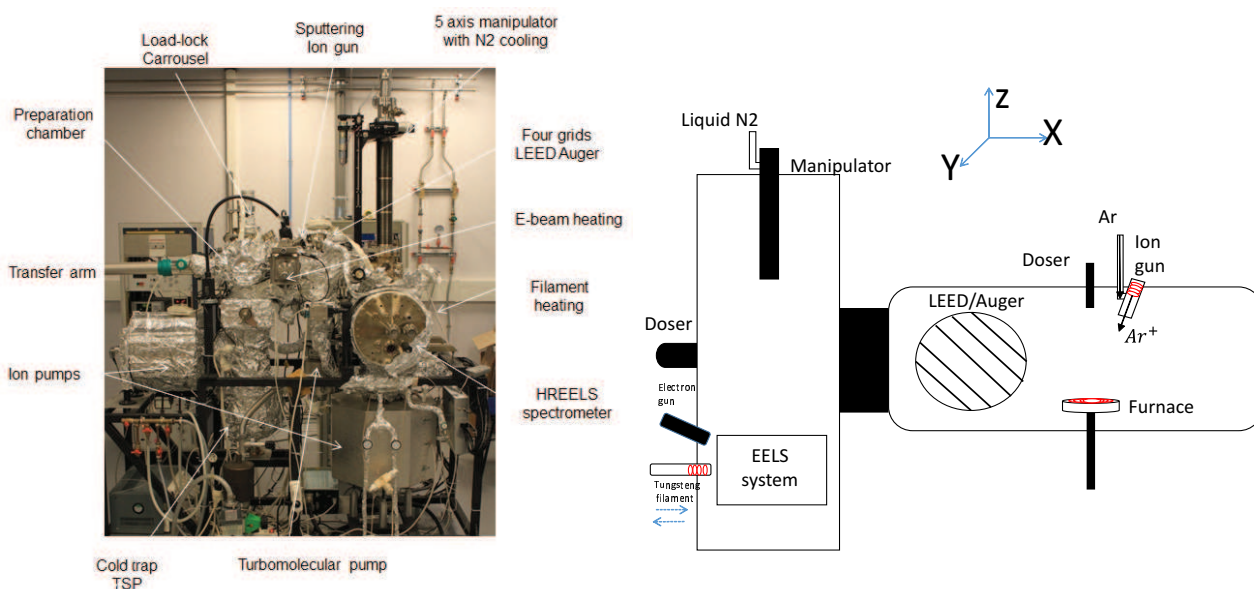 Load-lock
Carrousel
Sputtering
Ion gun
5 axis manipulator
with N2 cooling
Preparation
chamber
Four grids
LEED Auger
E-beam heating
Transfer arm
Filament
heating
Ion pumps
HREELS
spectrometer
Cold trap
TSP
Turbomolecular pump
Z
X
Y
Liquid N2
Manipulator
Ar
Ion
gun
Doser
LEED/Auger
Ar+
Doser
Electron
gun
Furnace
EELS
system
Tungsteng
filament